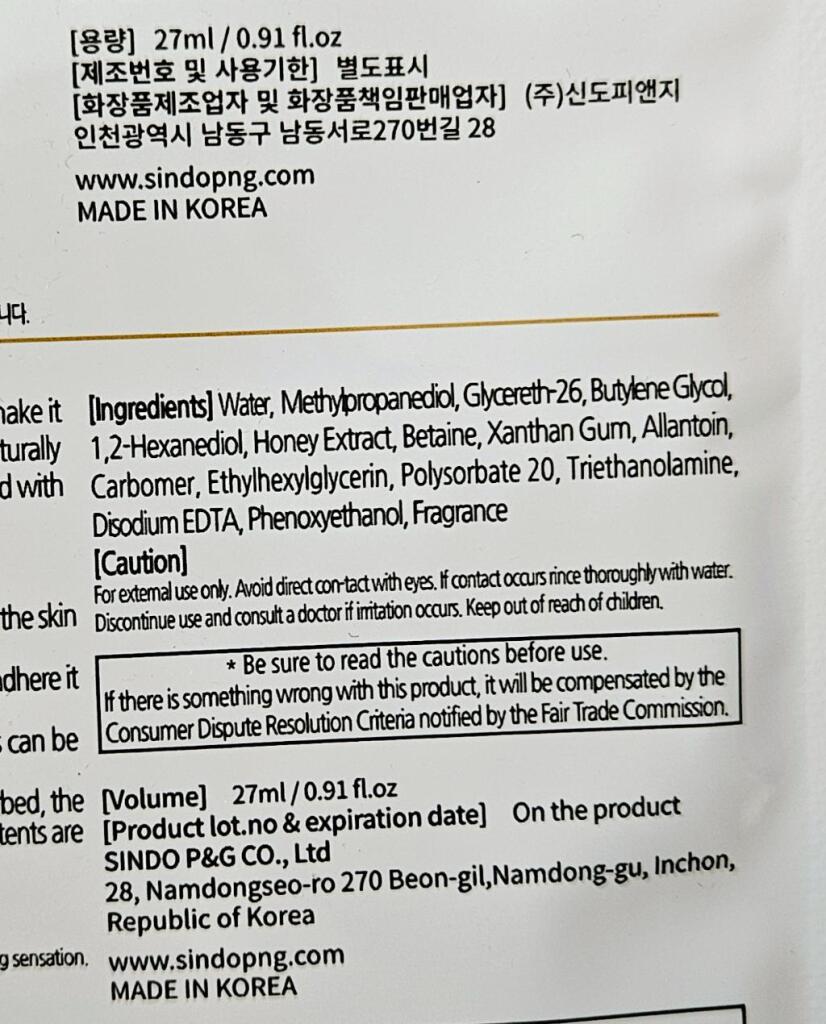 [용량] 27ml / 0.91 fl.oz
[제조번호 및 사용기한] 별도표시
[화장품제조업자 및 화장품책임판매업자] (주)신도피앤지
인천광역시 남동구 남동서로270번길 28
www.sindopng.com
MADE IN KOREA
니다.
make it
turally
d with
the skin
adhere it
can be
bed, the
tents are
g sensation.
[Ingredients] Water, Methylpropanediol, Glycereth-26, Butylene Glycol,
1,2-Hexanediol, Honey Extract, Betaine, Xanthan Gum, Allantoin,
Carbomer, Ethylhexylglycerin, Polysorbate 20, Triethanolamine,
Disodium EDTA, Phenoxyethanol, Fragrance
[Caution]
For external use only. Avoid direct con-tact with eyes. If contact occurs rince thoroughly with water.
Discontinue use and consult a doctor if irritation occurs. Keep out of reach of children.
* Be sure to read the cautions before use.
If there is something wrong with this product, it will be compensated by the
Consumer Dispute Resolution Criteria notified by the Fair Trade Commission.
[Volume] 27ml / 0.91 fl.oz
[Product lot.no & expiration date] On the product
SINDO P&G CO., Ltd
28, Namdongseo-ro 270 Beon-gil,Namdong-gu, Inchon,
Republic of Korea
www.sindopng.com
MADE IN KOREA